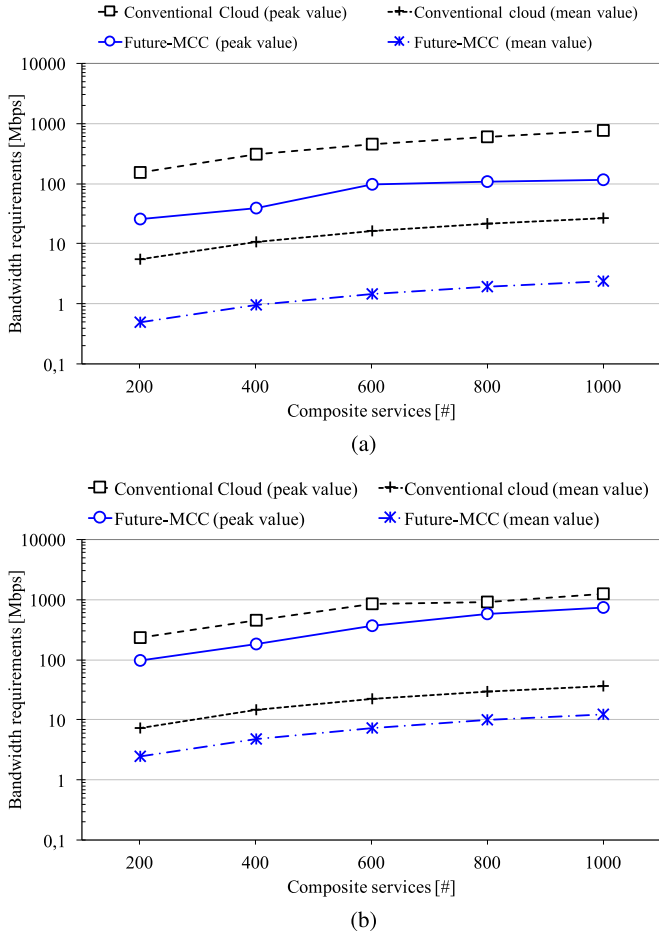 Conventional Cloud (peak value) Conventional cloud (mean value)
Future-MCC (peak value) Future-MCC (mean value)
10000
1000
100
10
1
0,1
Bandwidth requirements [Mbps]
200 400 600 800 1000
Composite services [#]
(a)
Conventional Cloud (peak value) Conventional cloud (mean value)
Future-MCC (peak value) Future-MCC (mean value)
10000
1000
100
10
1
0,1
Bandwidth requirements [Mbps]
200 400 600 800 1000
Composite services [#]
(b)